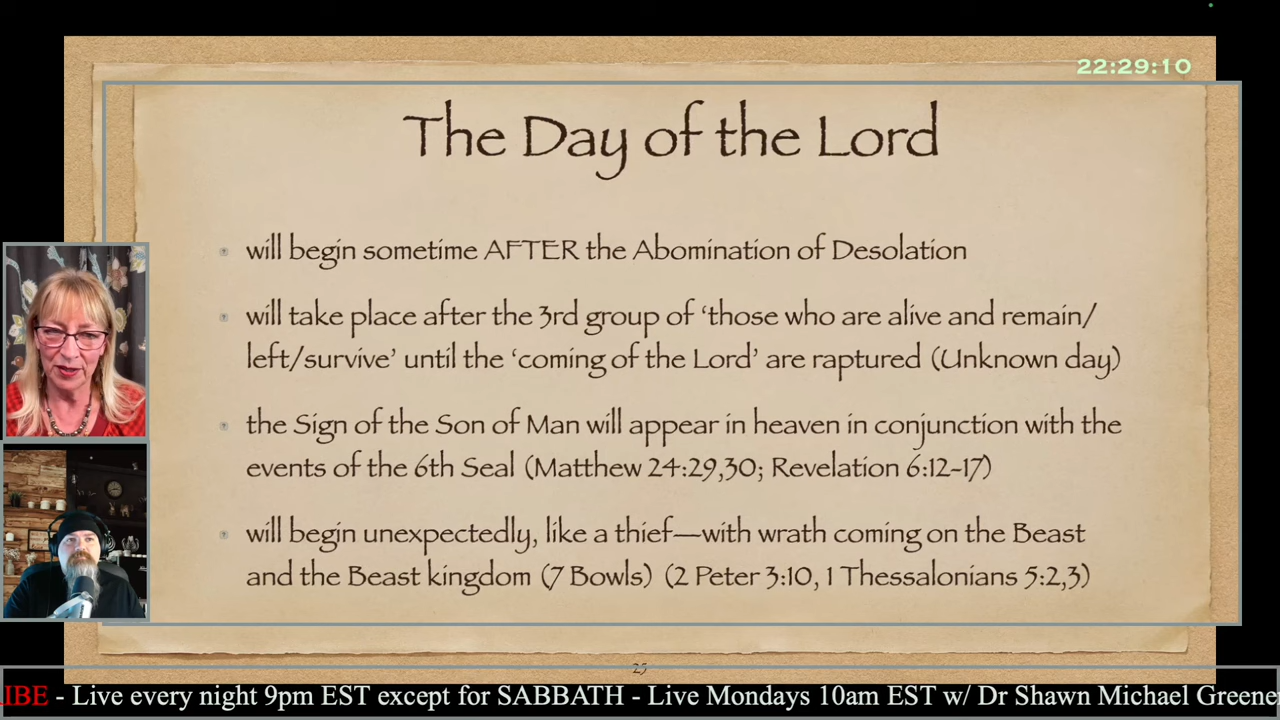 22:29:10
The Day of the Lord
will begin sometime AFTER the Abomination of Desolation
will take place after the 3rd group of ‘those who are alive and remain/
left/survive’ until the ‘coming of the Lord’ are raptured (Unknown day)
the Sign of the Son of Man will appear in heaven in conjunction with the
events of the 6th Seal (Matthew 24:29,30; Revelation 6:12-17)
will begin unexpectedly, like a thief—with wrath coming on the Beast
and the Beast kingdom (7 Bowls) (2 Peter 3:10, 1 Thessalonians 5:2,3)
25
IBE - Live every night 9pm EST except for SABBATH - Live Mondays 10am EST w/ Dr Shawn Michael Greene